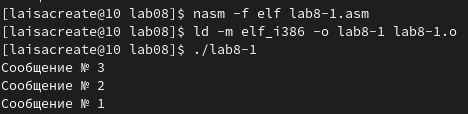 [laisacreate@10 lab08]$ nasm -f elf lab8-1.asm
[laisacreate@10 lab08]$ ld -m elf_i386 -o lab8-1 lab8-1.o
[laisacreate@10 lab08]$ ./lab8-1
Сообщение № 3
Сообщение № 2
Сообщение № 1